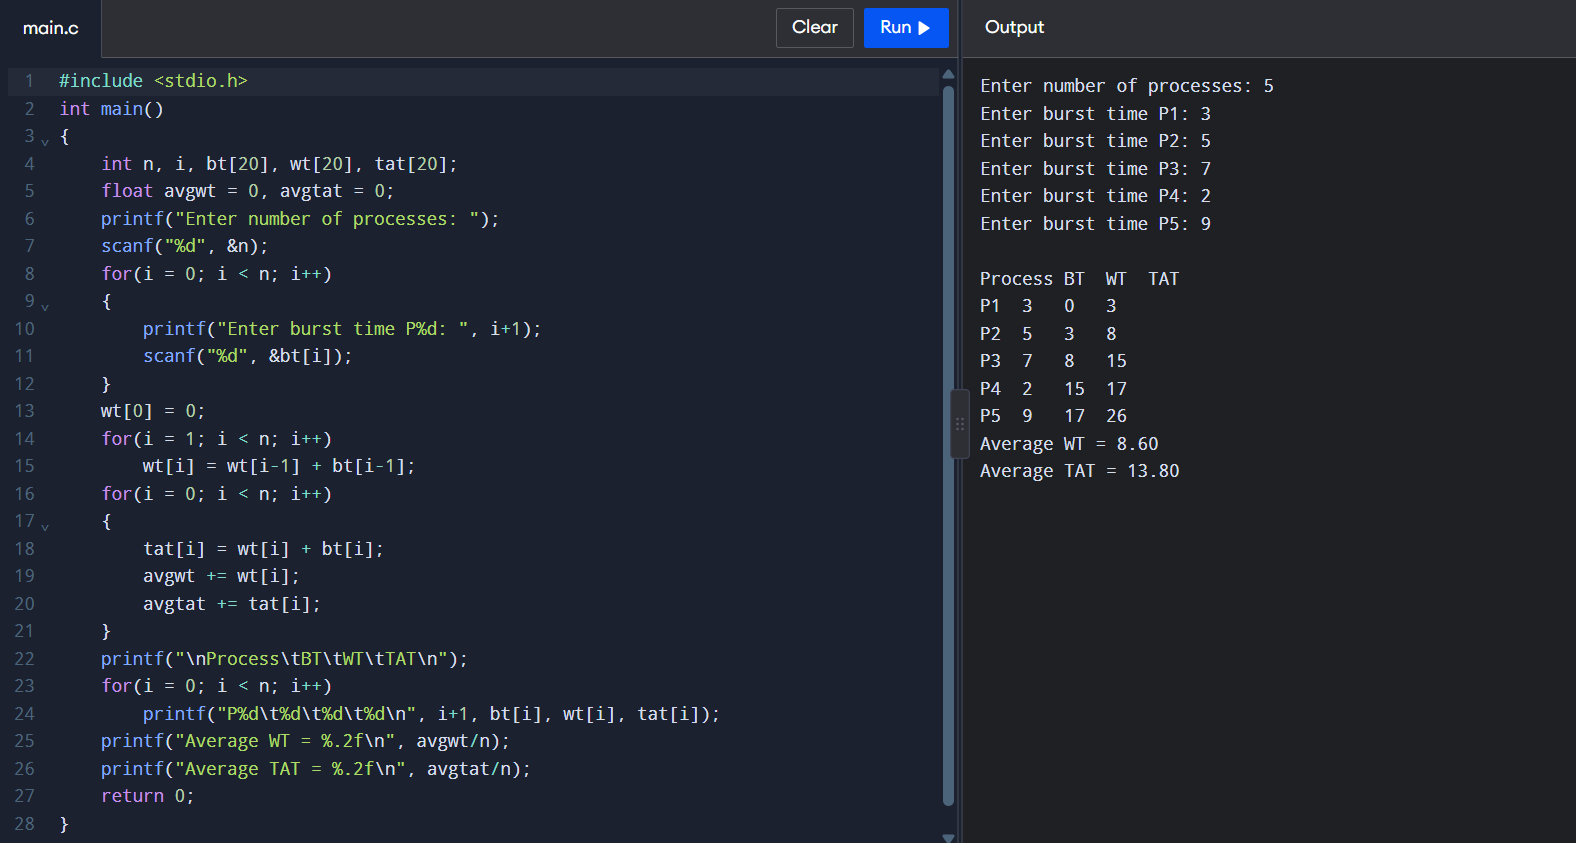 main.c
Clear
Run
Output
1 #include <stdio.h>
2 int main()
3 {
4     int n, i, bt[20], wt[20], tat[20];
5     float avgwt = 0, avgtat = 0;
6     printf("Enter number of processes: ");
7     scanf("%d", &n);
8     for(i = 0; i < n; i++)
9     {
10         printf("Enter burst time P%d: ", i+1);
11         scanf("%d", &bt[i]);
12     }
13     wt[0] = 0;
14     for(i = 1; i < n; i++)
15         wt[i] = wt[i-1] + bt[i-1];
16     for(i = 0; i < n; i++)
17     {
18         tat[i] = wt[i] + bt[i];
19         avgwt += wt[i];
20         avgtat += tat[i];
21     }
22     printf("\nProcess\tBT\tWT\tTAT\n");
23     for(i = 0; i < n; i++)
24         printf("P%d\t%d\t%d\t%d\n", i+1, bt[i], wt[i], tat[i]);
25     printf("Average WT = %.2f\n", avgwt/n);
26     printf("Average TAT = %.2f\n", avgtat/n);
27     return 0;
28 }
Enter number of processes: 5
Enter burst time P1: 3
Enter burst time P2: 5
Enter burst time P3: 7
Enter burst time P4: 2
Enter burst time P5: 9

Process BT  WT  TAT
P1  3   0   3
P2  5   3   8
P3  7   8   15
P4  2   15  17
P5  9   17  26
Average WT = 8.60
Average TAT = 13.80